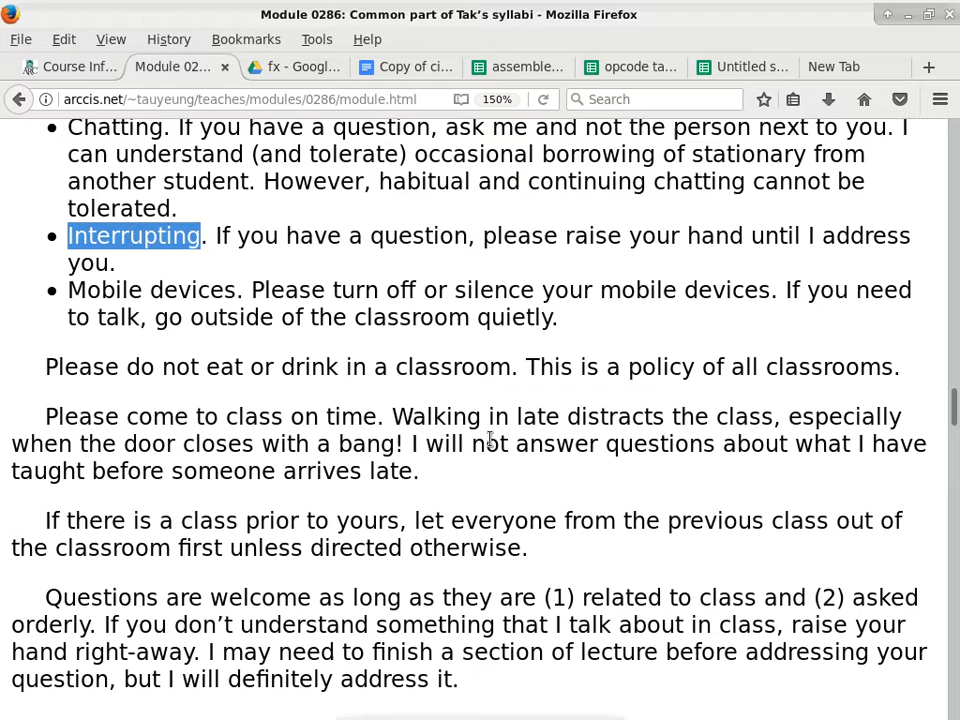 Module 0286: Common part of Tak's syllabi - Mozilla Firefox
File Edit View History Bookmarks Tools Help
Course Inf... Module 02... fx - Googl... Copy of ci... assemble... opcode ta... Untitled s... New Tab
arccis.net/~tauyeung/teaches/modules/0286/module.html 150% Search
Chatting. If you have a question, ask me and not the person next to you. I
can understand (and tolerate) occasional borrowing of stationary from
another student. However, habitual and continuing chatting cannot be
tolerated.
Interrupting. If you have a question, please raise your hand until I address
you.
Mobile devices. Please turn off or silence your mobile devices. If you need
to talk, go outside of the classroom quietly.
Please do not eat or drink in a classroom. This is a policy of all classrooms.
Please come to class on time. Walking in late distracts the class, especially
when the door closes with a bang! I will not answer questions about what I have
taught before someone arrives late.
If there is a class prior to yours, let everyone from the previous class out of
the classroom first unless directed otherwise.
Questions are welcome as long as they are (1) related to class and (2) asked
orderly. If you don't understand something that I talk about in class, raise your
hand right-away. I may need to finish a section of lecture before addressing your
question, but I will definitely address it.